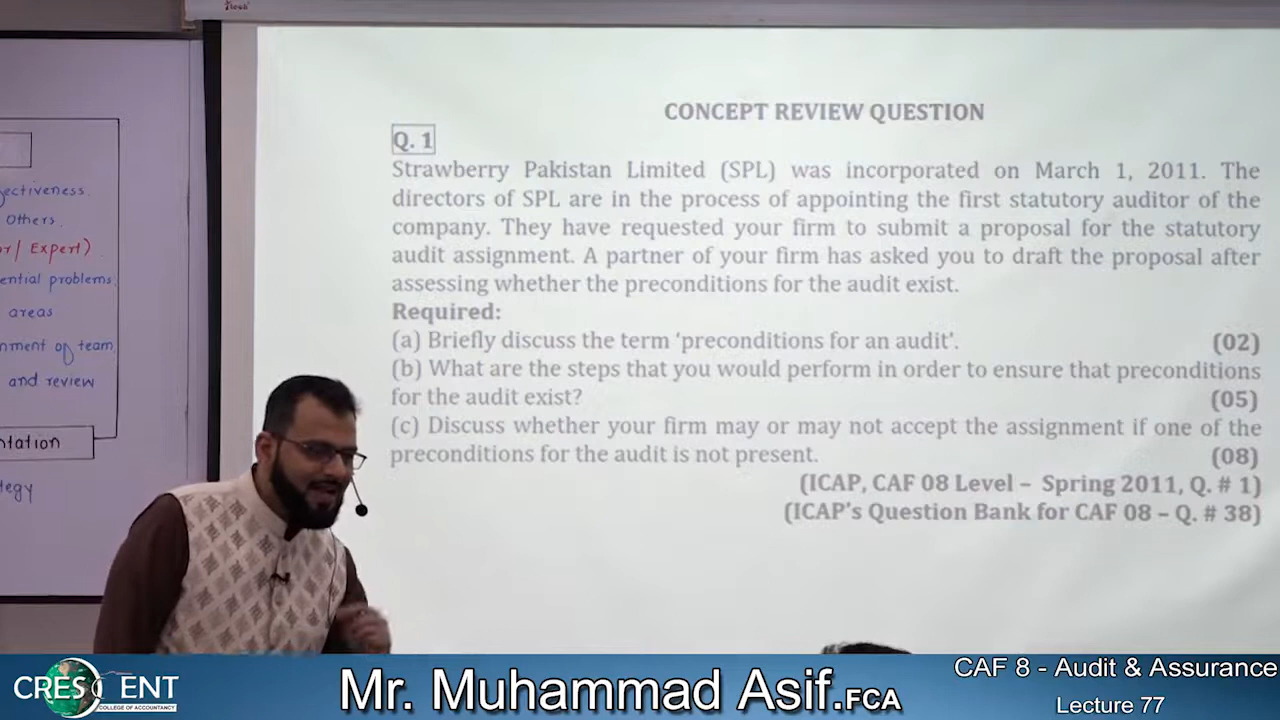 CONCEPT REVIEW QUESTION
Q. 1
Strawberry Pakistan Limited (SPL) was incorporated on March 1, 2011. The
directors of SPL are in the process of appointing the first statutory auditor of the
company. They have requested your firm to submit a proposal for the statutory
audit assignment. A partner of your firm has asked you to draft the proposal after
assessing whether the preconditions for the audit exist.
Required:
(a) Briefly discuss the term ‘preconditions for an audit’. (02)
(b) What are the steps that you would perform in order to ensure that preconditions
for the audit exist? (05)
(c) Discuss whether your firm may or may not accept the assignment if one of the
preconditions for the audit is not present. (08)
(ICAP, CAF 08 Level – Spring 2011, Q. # 1)
(ICAP's Question Bank for CAF 08 – Q. # 38)
jectiveness
Others
or/ Expert)
ential problems
areas
nment of team
and review
ntation
tegy
CRESCENT
COLLEGE OF ACCOUNTANCY
Mr. Muhammad Asif.FCA
CAF 8 - Audit & Assurance
Lecture 77